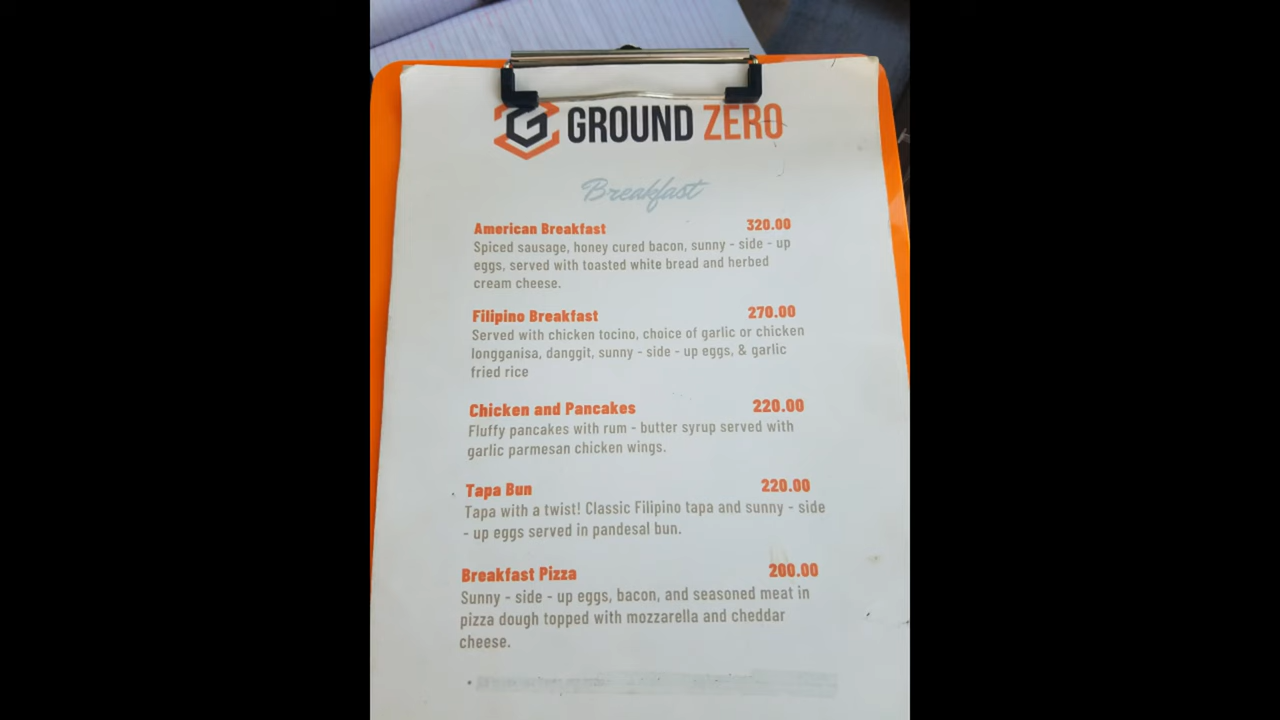 GROUND ZERO
Breakfast
American Breakfast 320.00
Spiced sausage, honey cured bacon, sunny - side - up
eggs, served with toasted white bread and herbed
cream cheese.
Filipino Breakfast 270.00
Served with chicken tocino, choice of garlic or chicken
longganisa, danggit, sunny - side - up eggs, & garlic
fried rice
Chicken and Pancakes 220.00
Fluffy pancakes with rum - butter syrup served with
garlic parmesan chicken wings.
Tapa Bun 220.00
Tapa with a twist! Classic Filipino tapa and sunny - side
- up eggs served in pandesal bun.
Breakfast Pizza 200.00
Sunny - side - up eggs, bacon, and seasoned meat in
pizza dough topped with mozzarella and cheddar
cheese.